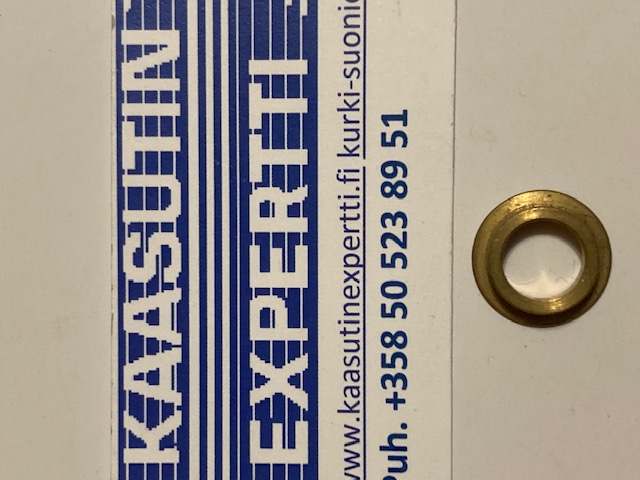 KAASUTIN
EXPERTTI
www.kaasutinexpertti.fi kurki-suonio
Puh. +358 50 523 89 51